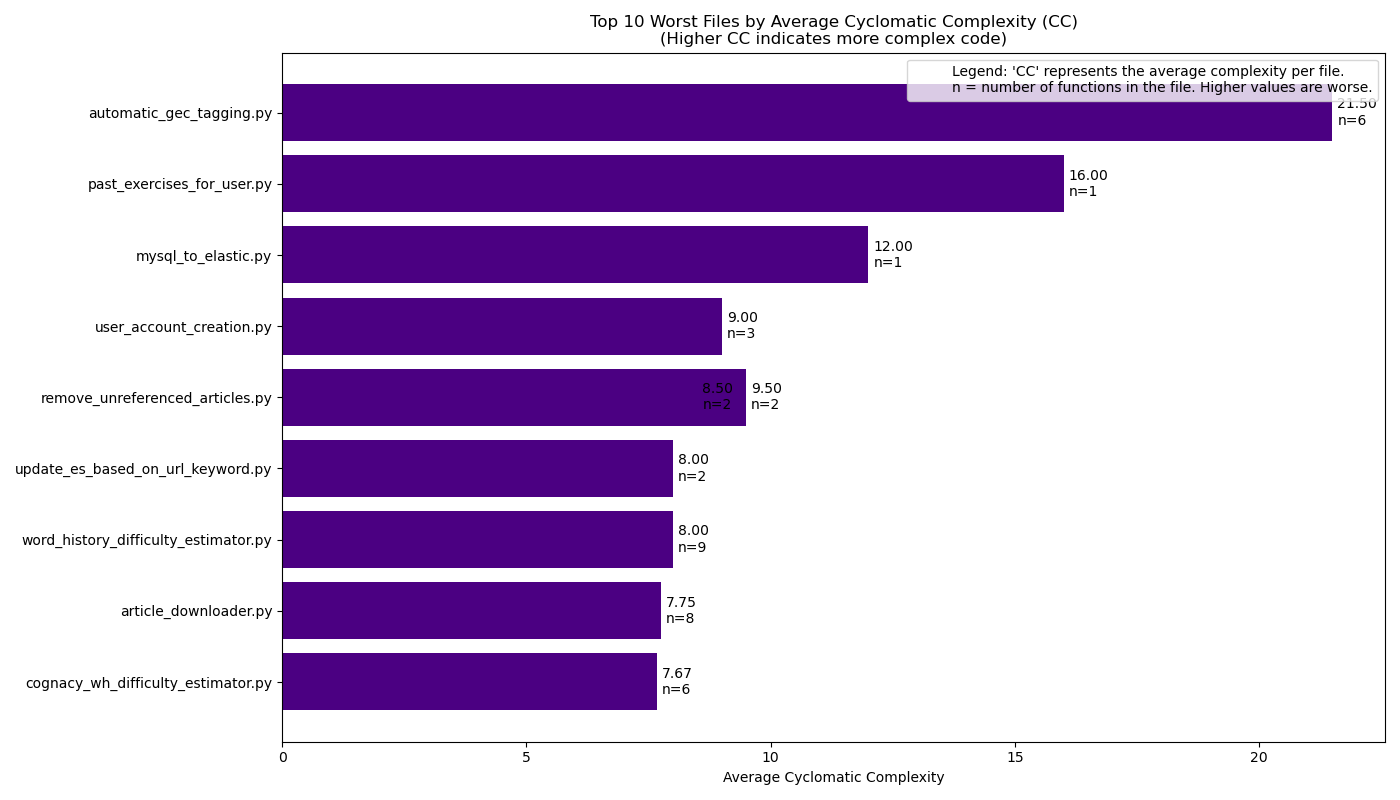 Top 10 Worst Files by Average Cyclomatic Complexity (CC)
(Higher CC indicates more complex code)
Legend: 'CC' represents the average complexity per file.
n = number of functions in the file. Higher values are worse.
automatic_gec_tagging.py
21.50
n=6
past_exercises_for_user.py
16.00
n=1
mysql_to_elastic.py
12.00
n=1
user_account_creation.py
9.00
n=3
remove_unreferenced_articles.py
8.50
n=2
9.50
n=2
update_es_based_on_url_keyword.py
8.00
n=2
word_history_difficulty_estimator.py
8.00
n=9
article_downloader.py
7.75
n=8
cognacy_wh_difficulty_estimator.py
7.67
n=6
0 5 10 15 20
Average Cyclomatic Complexity